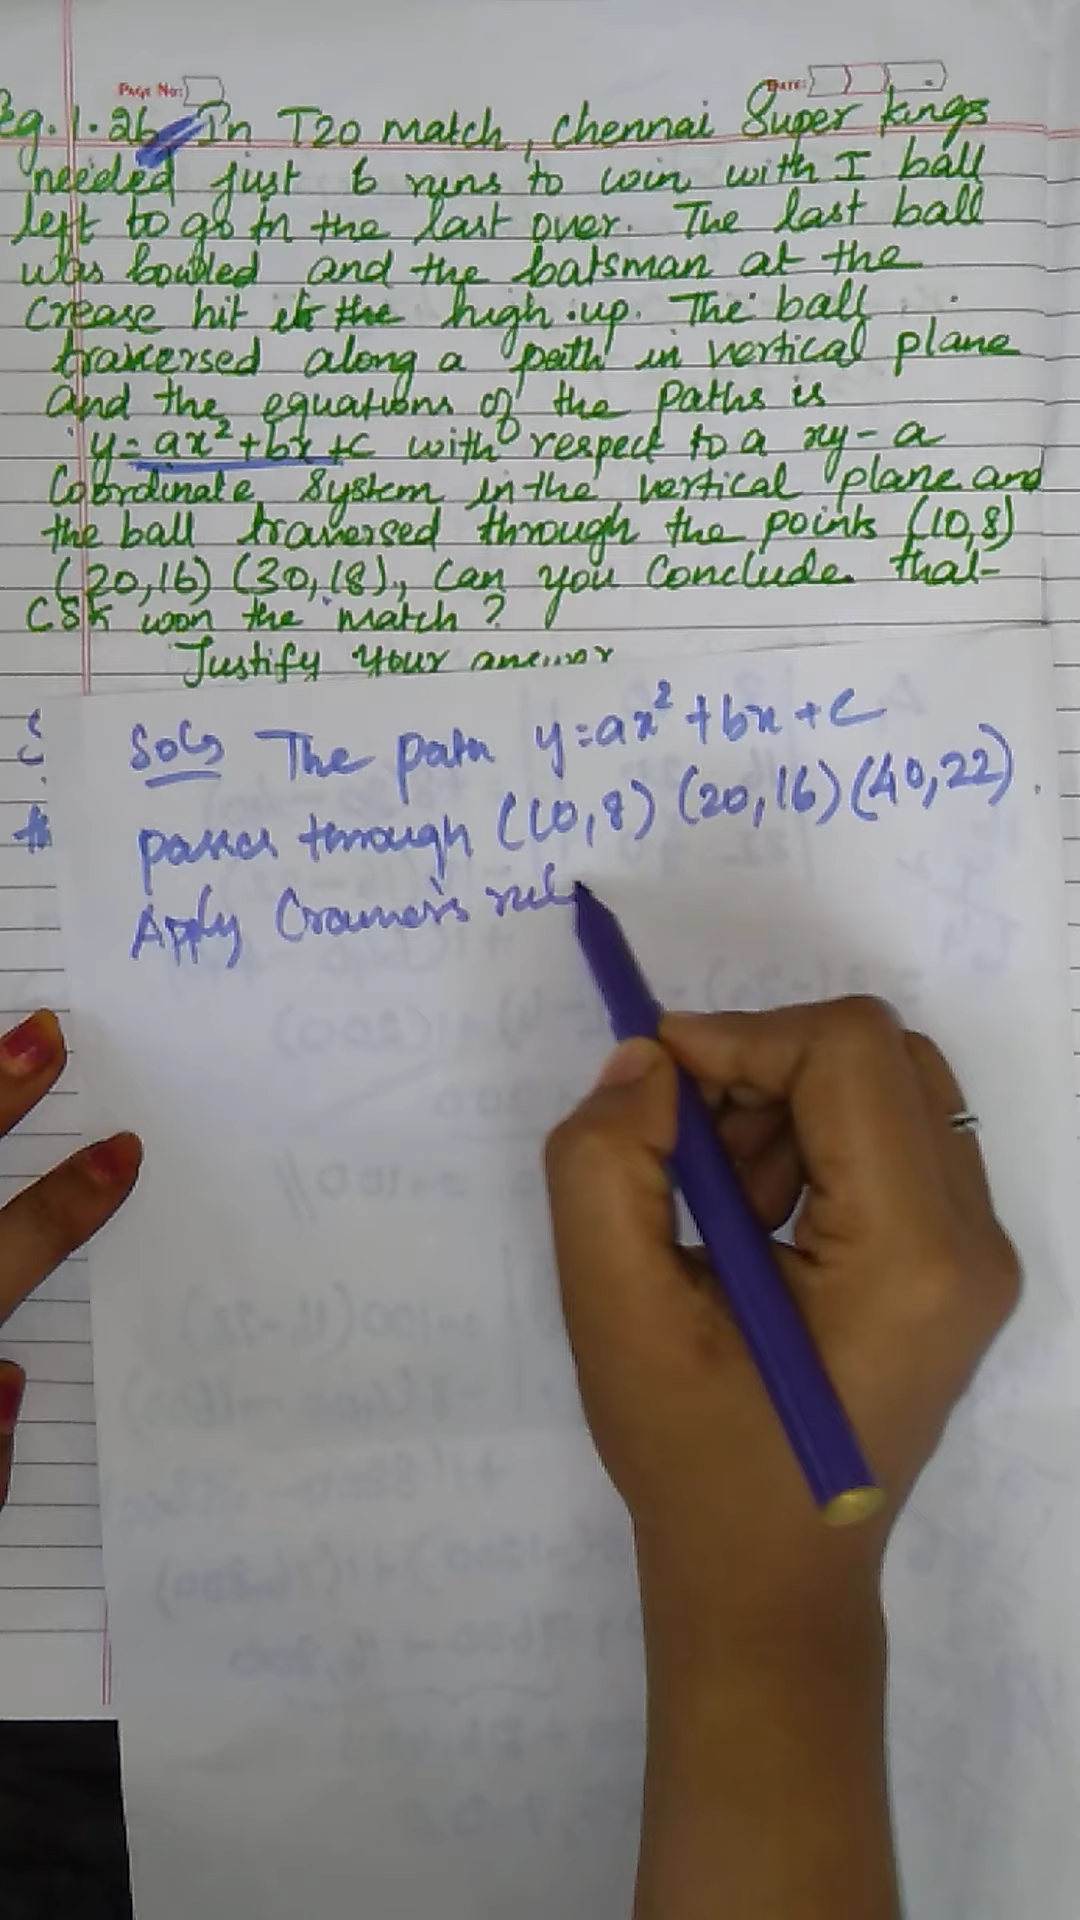 PAGE No:
DATE:
Eg. 1.26 In T20 match, Chennai Super kings
needed just 6 runs to win with I ball
left to go in the last over. The last ball
was bowled and the batsman at the
Crease hit it the high up. The ball
traversed along a path in vertical plane
and the equations of the paths is
y=ax²+bx+c with respect to a xy-a
Coordinate System in the vertical plane and
the ball traversed through the points (10,8)
(20,16) (30,18), Can you Conclude that
CSK won the match?
Justify your answer
Soln The path y=ax²+bx+c
passes through (10,8) (20,16) (40,22).
Apply Cramer's rule